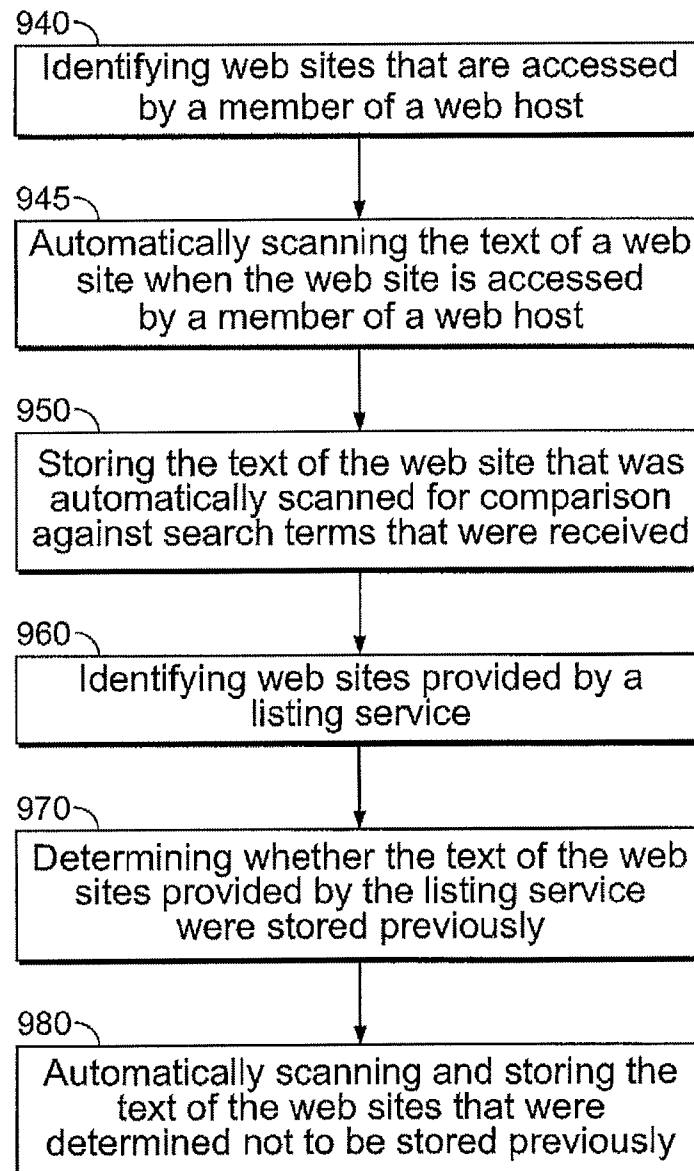 940
Identifying web sites that are accessed
by a member of a web host
945
Automatically scanning the text of a web
site when the web site is accessed
by a member of a web host
950
Storing the text of the web site that was
automatically scanned for comparison
against search terms that were received
960
Identifying web sites provided by a
listing service
970
Determining whether the text of the web
sites provided by the listing service
were stored previously
980
Automatically scanning and storing the
text of the web sites that were
determined not to be stored previously